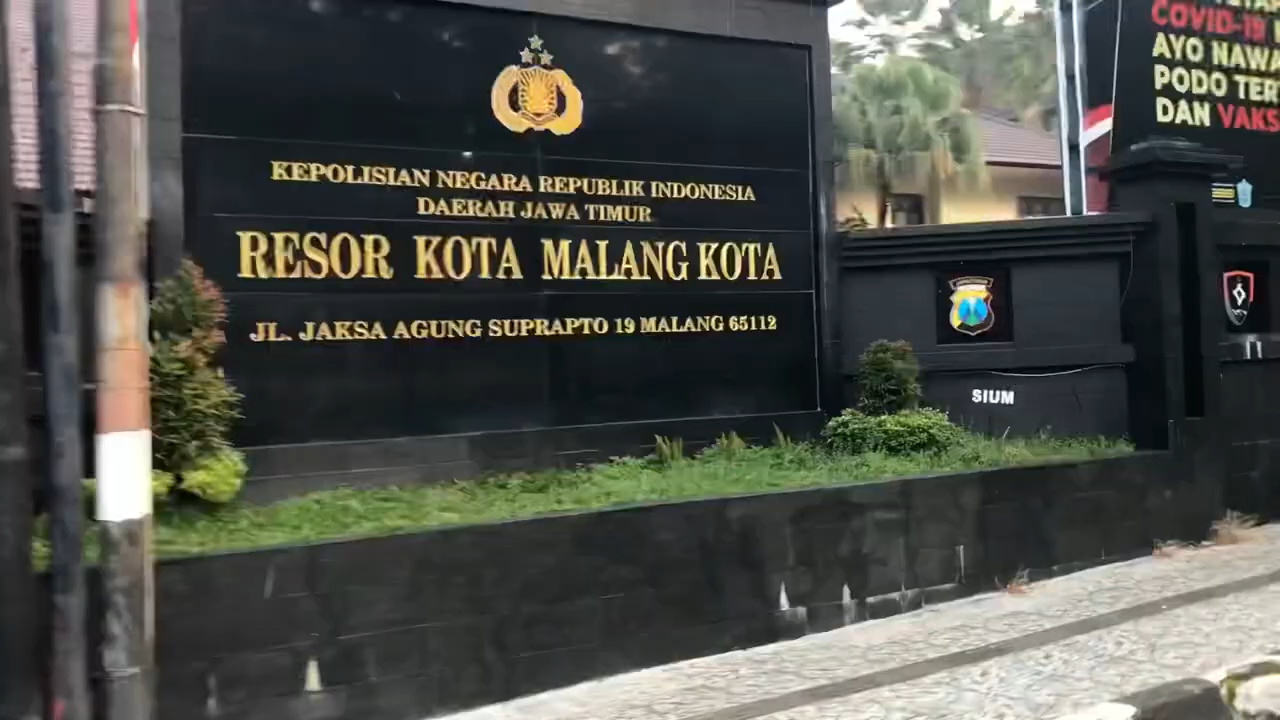 KEPOLISIAN NEGARA REPUBLIK INDONESIA
DAERAH JAWA TIMUR
RESOR KOTA MALANG KOTA
JL. JAKSA AGUNG SUPRAPTO 19 MALANG 65112
SIUM
COVID-19
AYO NAWA
PODO TER
DAN VAKS